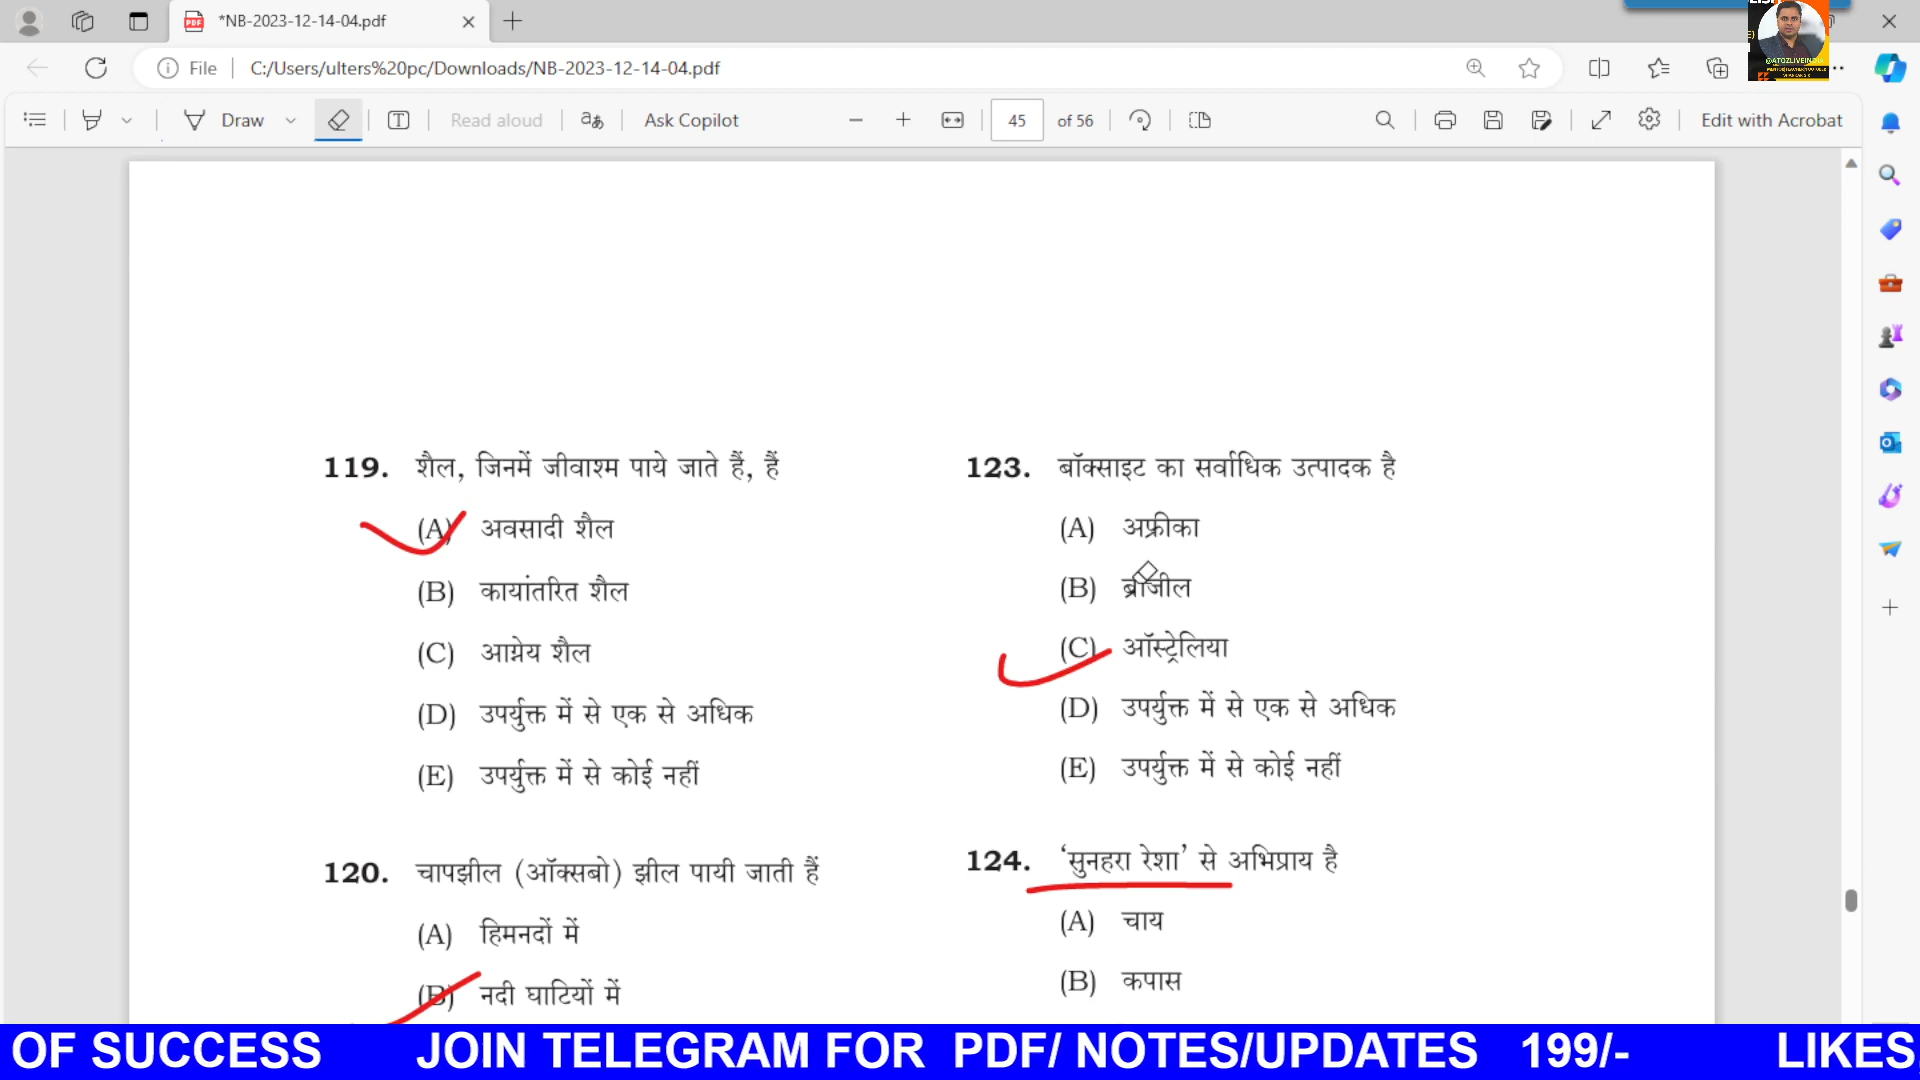 *NB-2023-12-14-04.pdf
File
C:/Users/ulters%20pc/Downloads/NB-2023-12-14-04.pdf
@ATOZLIVEINDIA
Draw
Read aloud
Ask Copilot
45
of 56
Edit with Acrobat
119. शैल, जिनमें जीवाश्म पाये जाते हैं, हैं
(A) अवसादी शैल
(B) कायांतरित शैल
(C) आग्नेय शैल
(D) उपर्युक्त में से एक से अधिक
(E) उपर्युक्त में से कोई नहीं
120. चापझील (ऑक्सबो) झील पायी जाती हैं
(A) हिमनदों में
(B) नदी घाटियों में
123. बॉक्साइट का सर्वाधिक उत्पादक है
(A) अफ्रीका
(B) ब्राजील
(C) ऑस्ट्रेलिया
(D) उपर्युक्त में से एक से अधिक
(E) उपर्युक्त में से कोई नहीं
124. ‘सुनहरा रेशा’ से अभिप्राय है
(A) चाय
(B) कपास
OF SUCCESS JOIN TELEGRAM FOR PDF/ NOTES/UPDATES 199/- LIKES